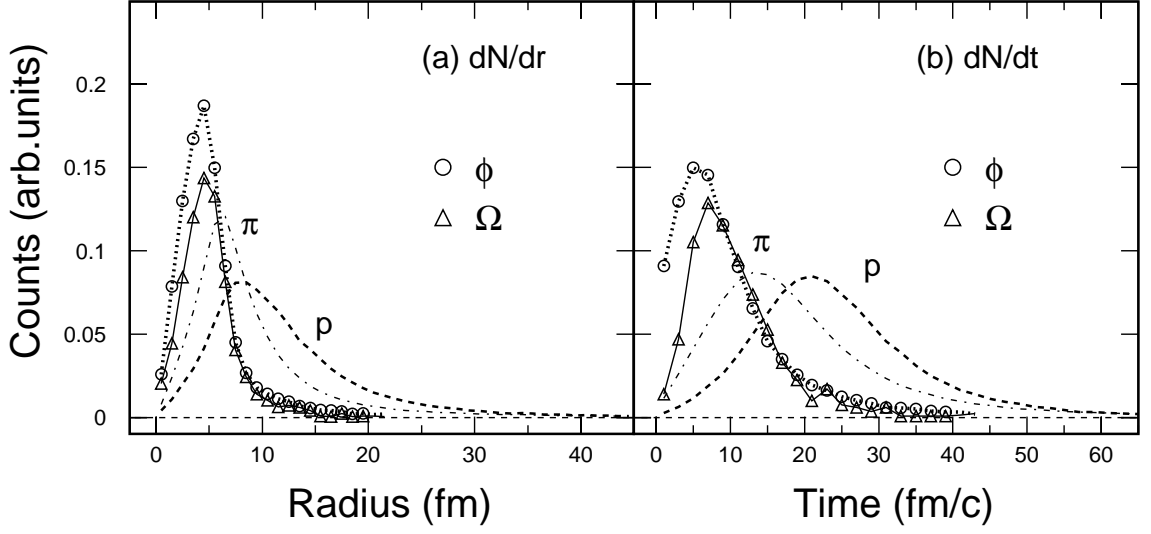 (a) dN/dr
(b) dN/dt
Counts (arb.units)
0.2
0.15
0.1
0.05
0
ϕ
Ω
π
p
ϕ
Ω
π
p
0 10 20 30 40
0 10 20 30 40 50 60
Radius (fm)
Time (fm/c)